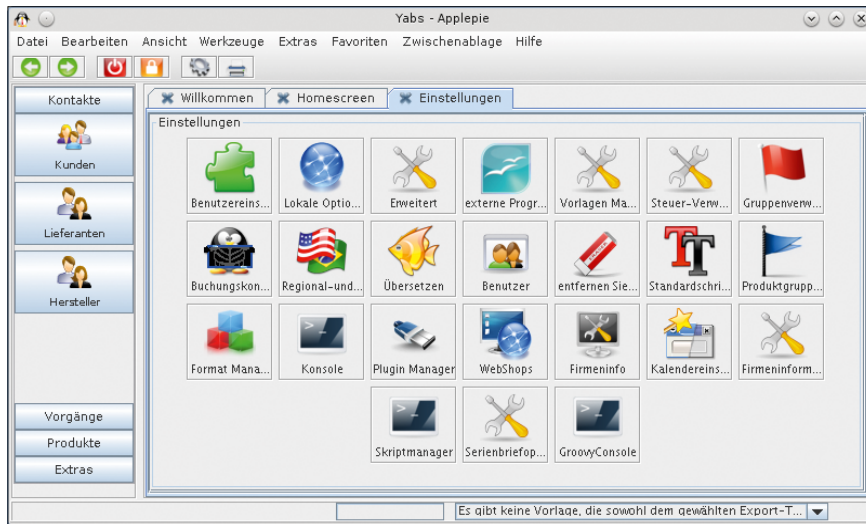 Yabs - Applepie
Datei Bearbeiten Ansicht Werkzeuge Extras Favoriten Zwischenablage Hilfe
Kontakte
Kunden
Lieferanten
Hersteller
Vorgänge
Produkte
Extras
Willkommen Homescreen Einstellungen
Einstellungen
Benutzereins... Lokale Optio... Erweitert externe Progr... Vorlagen Ma... Steuer-Verw... Gruppenverw...
Buchungskon... Regional-und... Übersetzen Benutzer entfernen Sie... Standardschri... Produktgrupp...
Format Mana... Konsole Plugin Manager WebShops Firmeninfo Kalendereins... Firmeninform...
Skriptmanager Serienbriefop... GroovyConsole
Es gibt keine Vorlage, die sowohl dem gewählten Export-T...